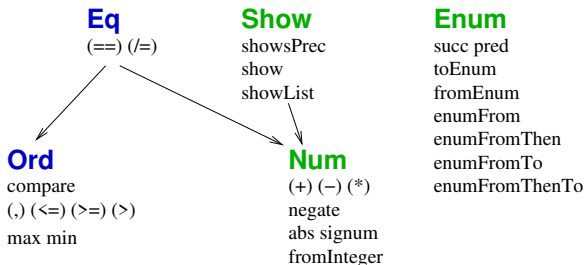 Eq
(==) (/=)
Show
showsPrec
show
showList
Enum
succ pred
toEnum
fromEnum
enumFrom
enumFromThen
enumFromTo
enumFromThenTo
Ord
compare
(,) (<=) (>=) (>)
max min
Num
(+) (−) (*)
negate
abs signum
fromInteger